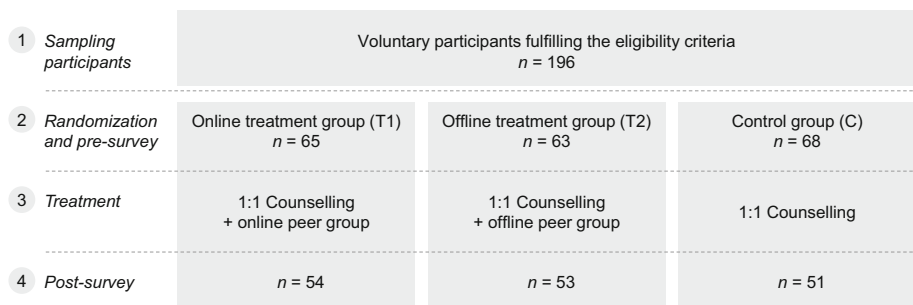 1 Sampling participants
Voluntary participants fulfilling the eligibility criteria
n = 196
2 Randomization and pre-survey
Online treatment group (T1)
n = 65
Offline treatment group (T2)
n = 63
Control group (C)
n = 68
3 Treatment
1:1 Counselling
+ online peer group
1:1 Counselling
+ offline peer group
1:1 Counselling
4 Post-survey
n = 54
n = 53
n = 51